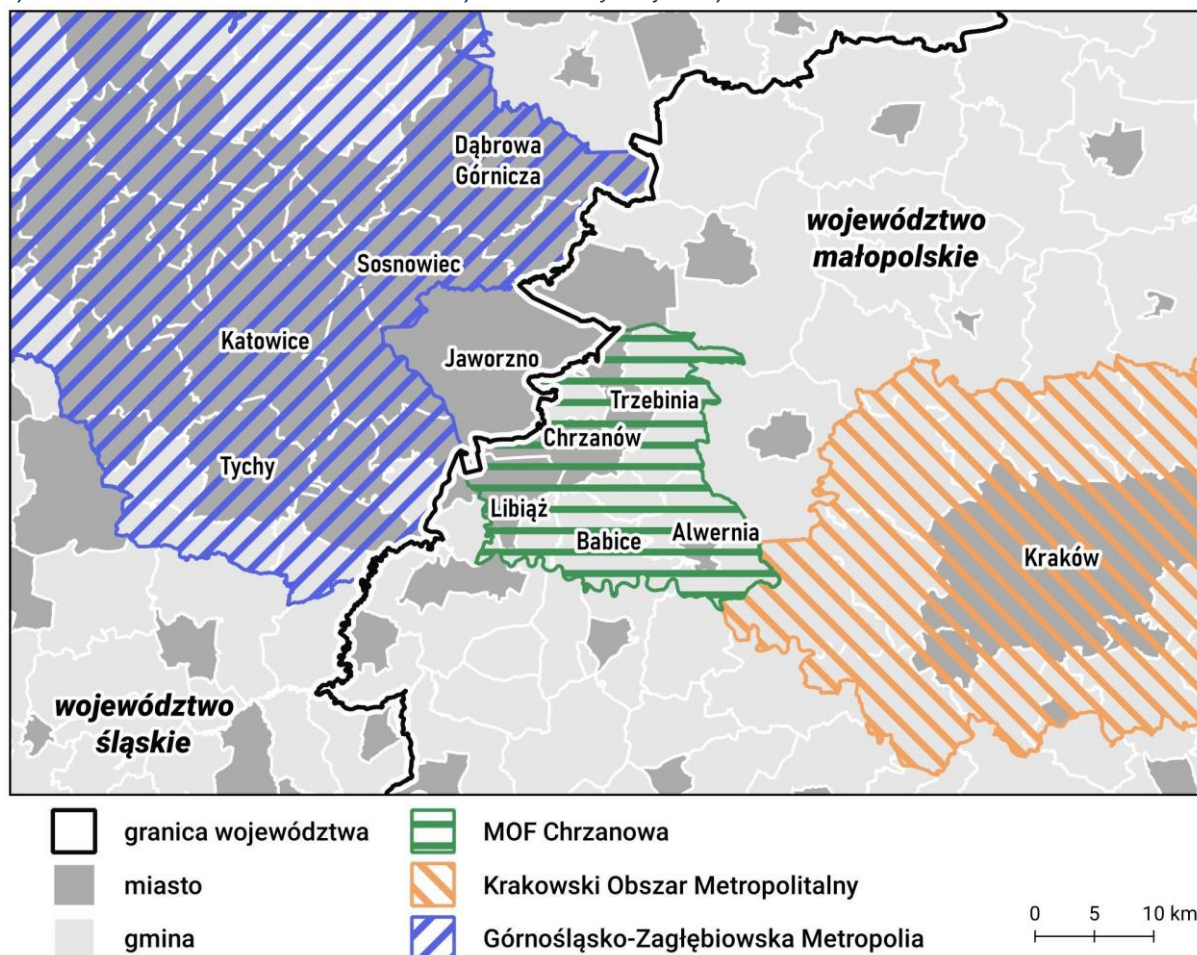 Dąbrowa
Górnicza
województwo
małopolskie
Sosnowiec
Katowice
Jaworzno
Trzebinia
Chrzanów
Tychy
Libiąż
Babice
Alwernia
Kraków
województwo
śląskie
granica województwa
MOF Chrzanowa
miasto
Krakowski Obszar Metropolitalny
gmina
Górnośląsko-Zagłębiowska Metropolia
0 5 10 km